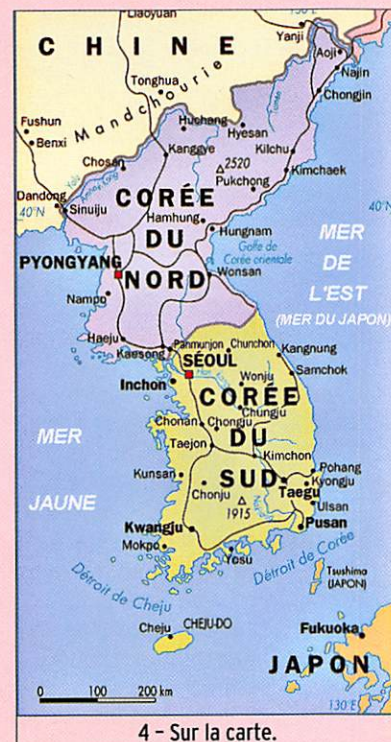 Liaoyuan
130°E
Yanji
CHINE
Aoji
Najin
Tonghua
Chongjin
Mandchourie
Fushun
Huchang
Hyesan
Benxi
Kanggye
Kilchu
Chosan
2520
Pukchong
Kimchaek
Dandong
Yalu
40°N
Sinuiju
CORÉE
40°
Hamhung
DU
Hungnam
MER
PYONGYANG
Golfe de
Corée orientale
DE
NORD
Wonsan
L'EST
Nampo
(MER DU JAPON)
Haeju
Panmunjon
Chunchon
Kaesong
Kangnung
SÉOUL
Samchok
Inchon
Wonju
CORÉE
Chungju
Chonan
Chongju
DU
MER
Taejon
Kimchon
Pohang
JAUNE
Kunsan
SUD
Kyongju
Chonju
Taegu
1915
Ulsan
Kwangju
Pusan
Mokpo
Yosu
Détroit de Corée
Tsushima
(JAPON)
Détroit de Cheju
Cheju
CHEJU-DO
Fukuoka
JAPON
0 100 200 km
130°E
4 – Sur la carte.